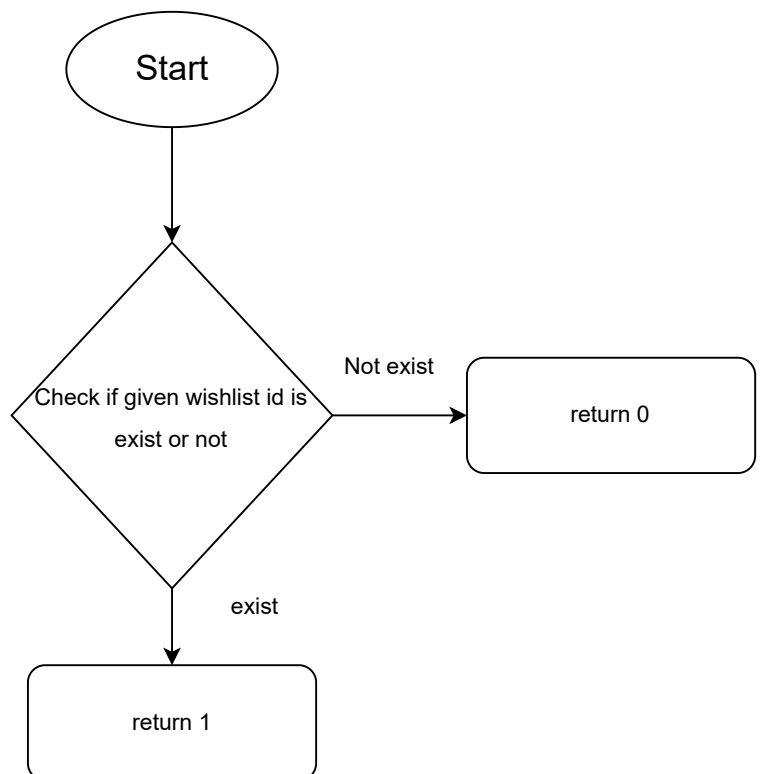 Start
Not exist
Check if given wishlist id is
exist or not
return 0
exist
return 1